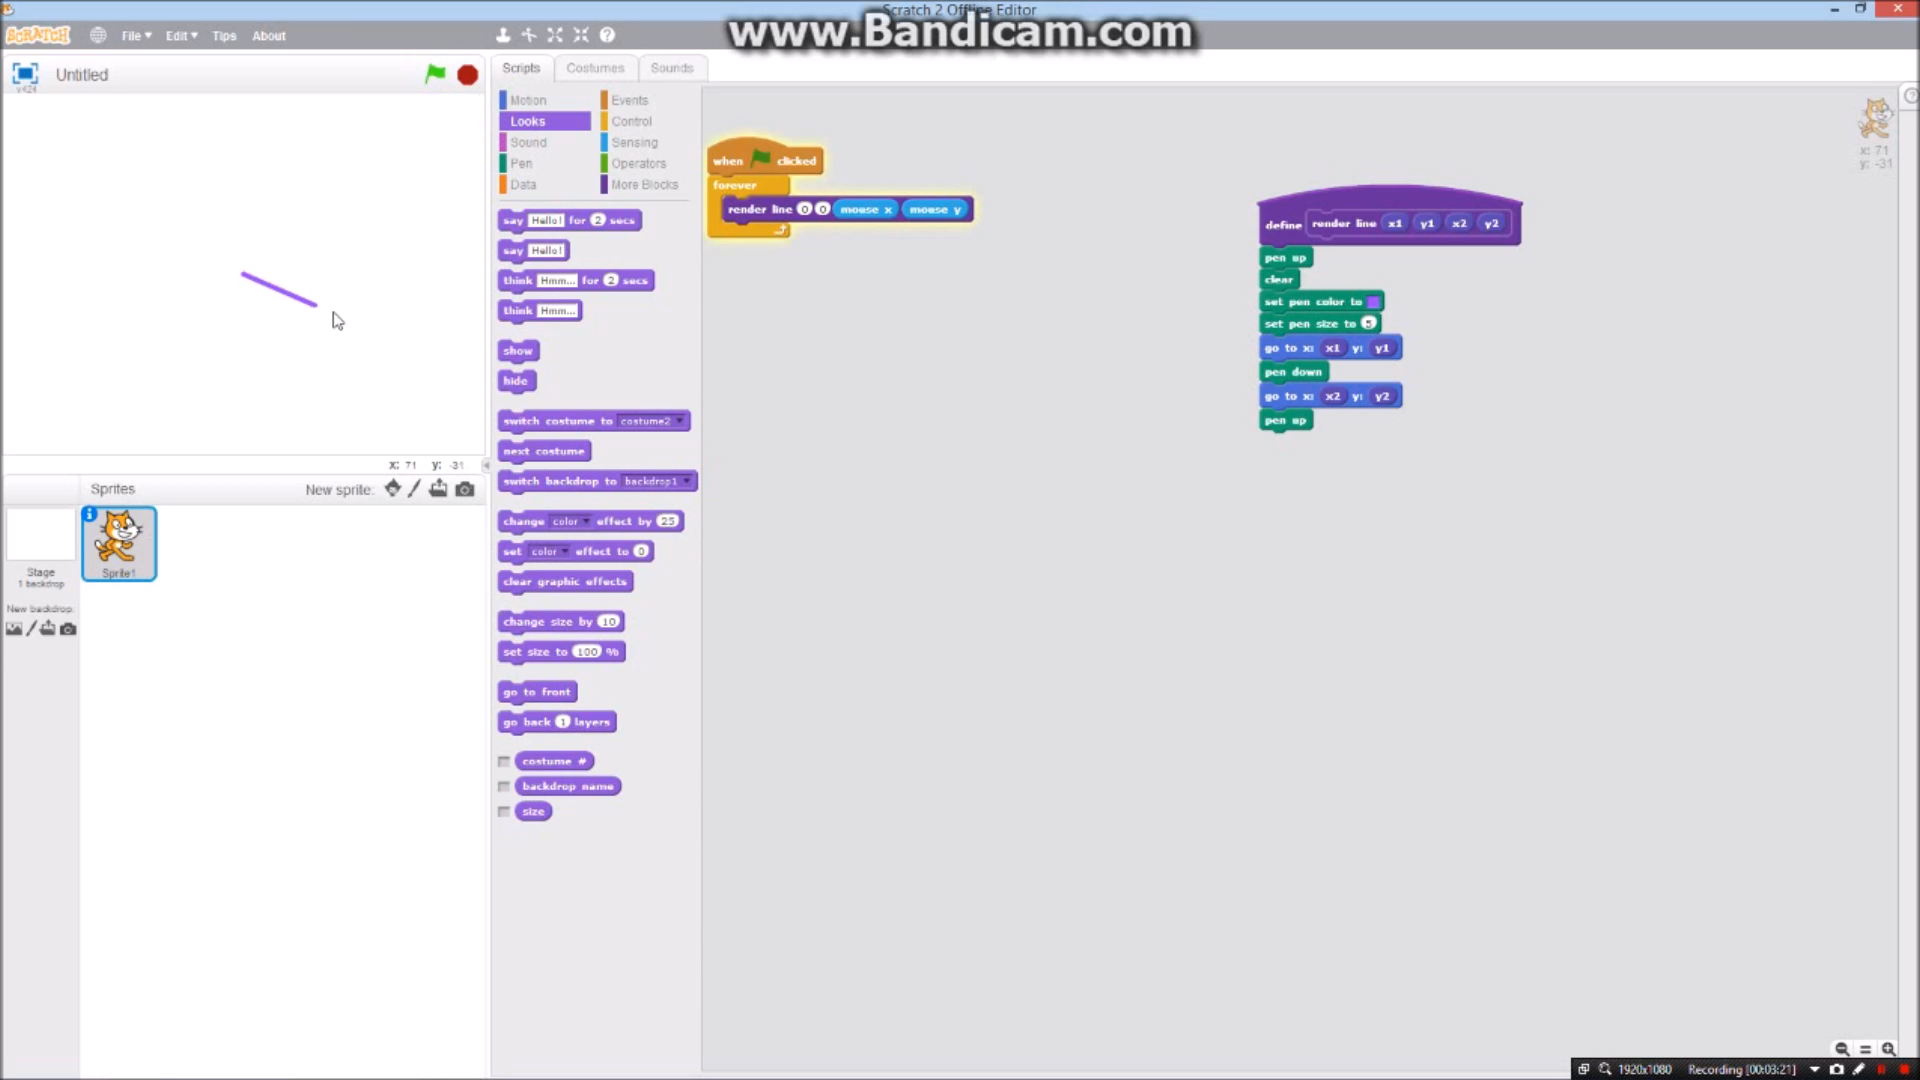 Scratch 2 Offline Editor
www.Bandicam.com
SCRATCH File Edit Tips About
v424 Untitled
Scripts Costumes Sounds
Motion Events
Looks Control
Sound Sensing
Pen Operators
Data More Blocks
say Hello! for 2 secs
say Hello!
think Hmm... for 2 secs
think Hmm...
show
hide
switch costume to costume2
next costume
switch backdrop to backdrop1
change color effect by 25
set color effect to 0
clear graphic effects
change size by 10
set size to 100 %
go to front
go back 1 layers
costume #
backdrop name
size
when clicked
forever
render line 0 0 mouse x mouse y
define render line x1 y1 x2 y2
pen up
clear
set pen color to
set pen size to 5
go to x: x1 y: y1
pen down
go to x: x2 y: y2
pen up
x: 71
y: -31
x: 71 y: -31
Sprites New sprite:
Sprite1
Stage
1 backdrop
New backdrop:
1920x1080 Recording [00:03:21]